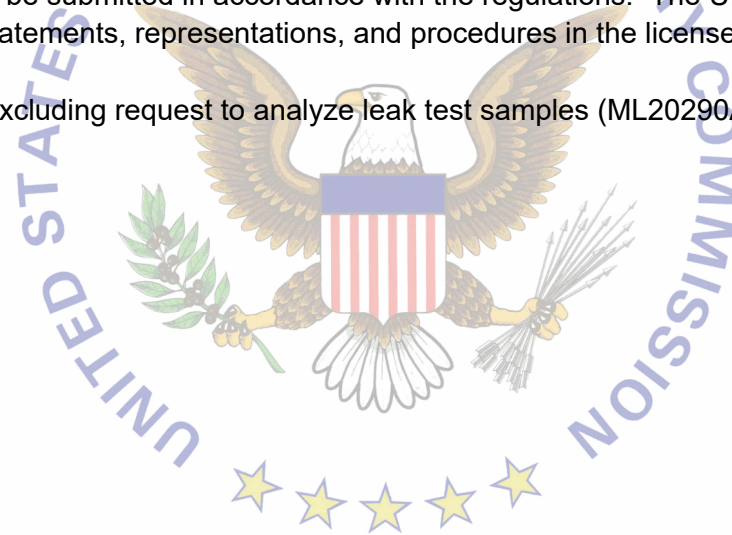 be submitted in accordance with the regulations. The
atements, representations, and procedures in the license
xcluding request to analyze leak test samples (ML20290
UNITED STATES
Y COMMISSION